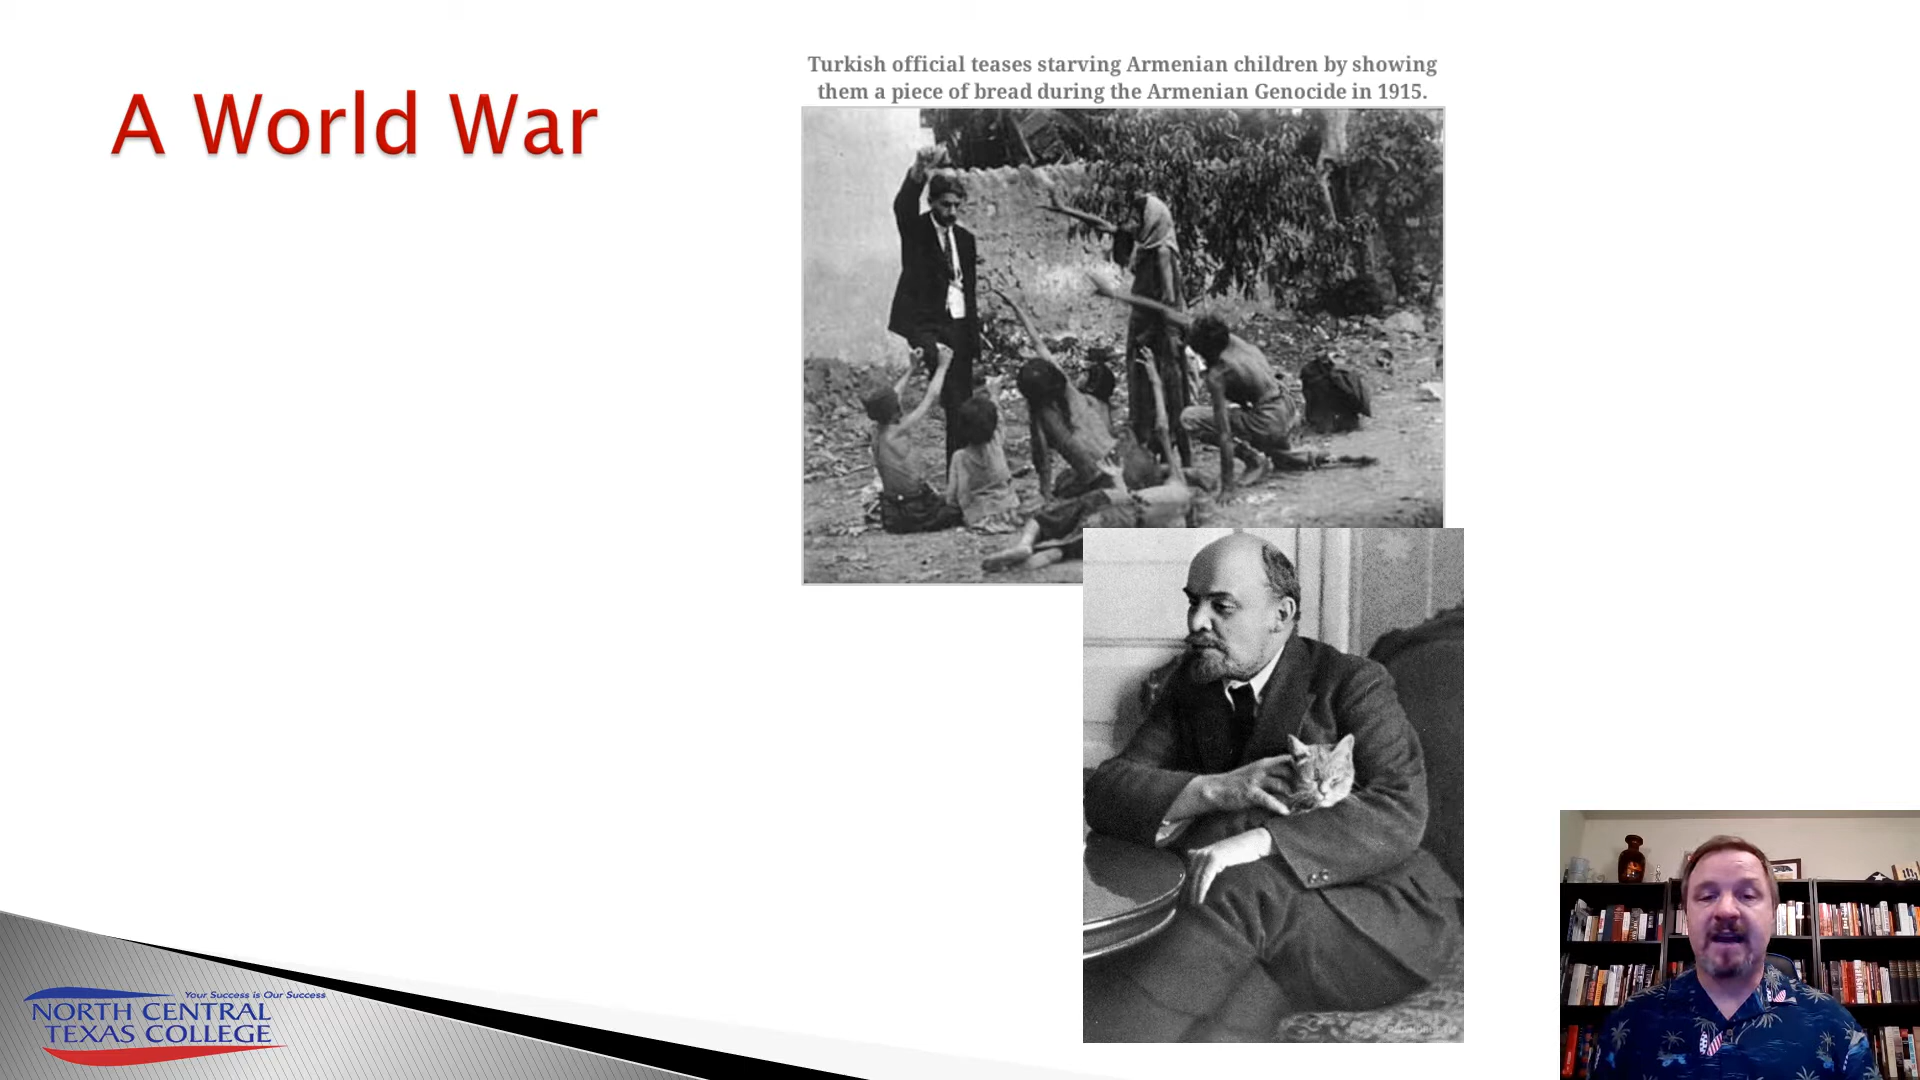 A World War
Turkish official teases starving Armenian children by showing
them a piece of bread during the Armenian Genocide in 1915.
Your Success is Our Success
NORTH CENTRAL
TEXAS COLLEGE